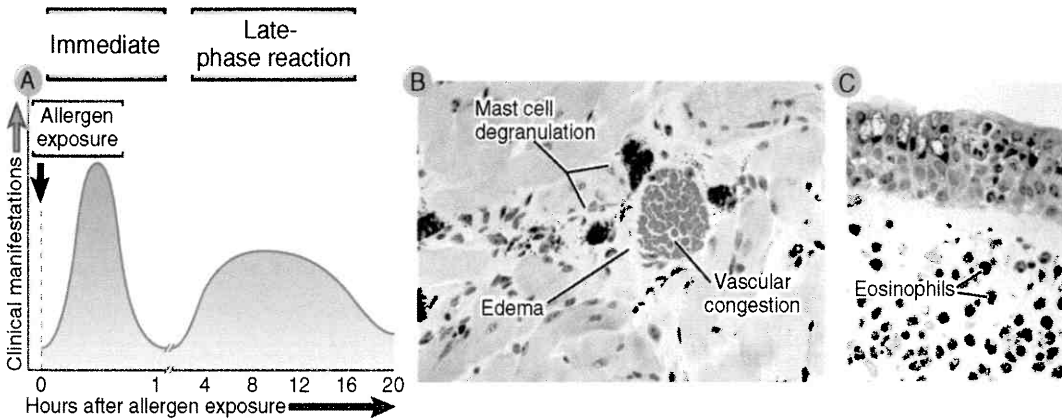 Immediate
Late-
phase reaction
A
Allergen
exposure
Clinical manifestations
0 1 4 8 12 16 20
Hours after allergen exposure
B
Mast cell
degranulation
Edema
Vascular
congestion
C
Eosinophils